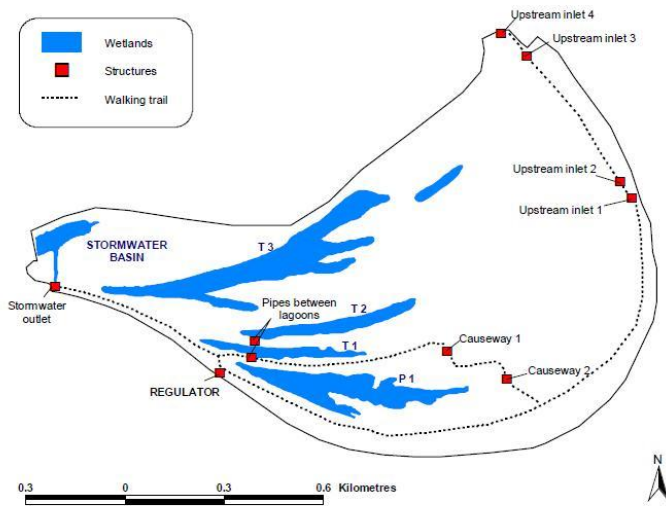 Wetlands
Structures
Walking trail
Upstream inlet 4
Upstream inlet 3
Upstream inlet 2
Upstream inlet 1
STORMWATER
BASIN
T 3
Stormwater
outlet
Pipes between
lagoons
T 2
T 1
Causeway 1
REGULATOR
P 1
Causeway 2
0.3 0 0.3 0.6 Kilometres
N